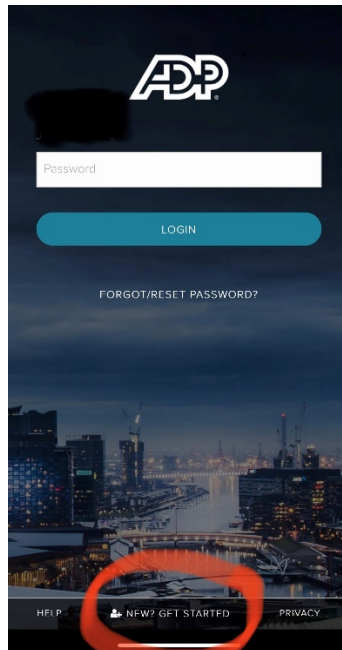 ADP
Password
LOGIN
FORGOT/RESET PASSWORD?
HELP NEW? GET STARTED PRIVACY